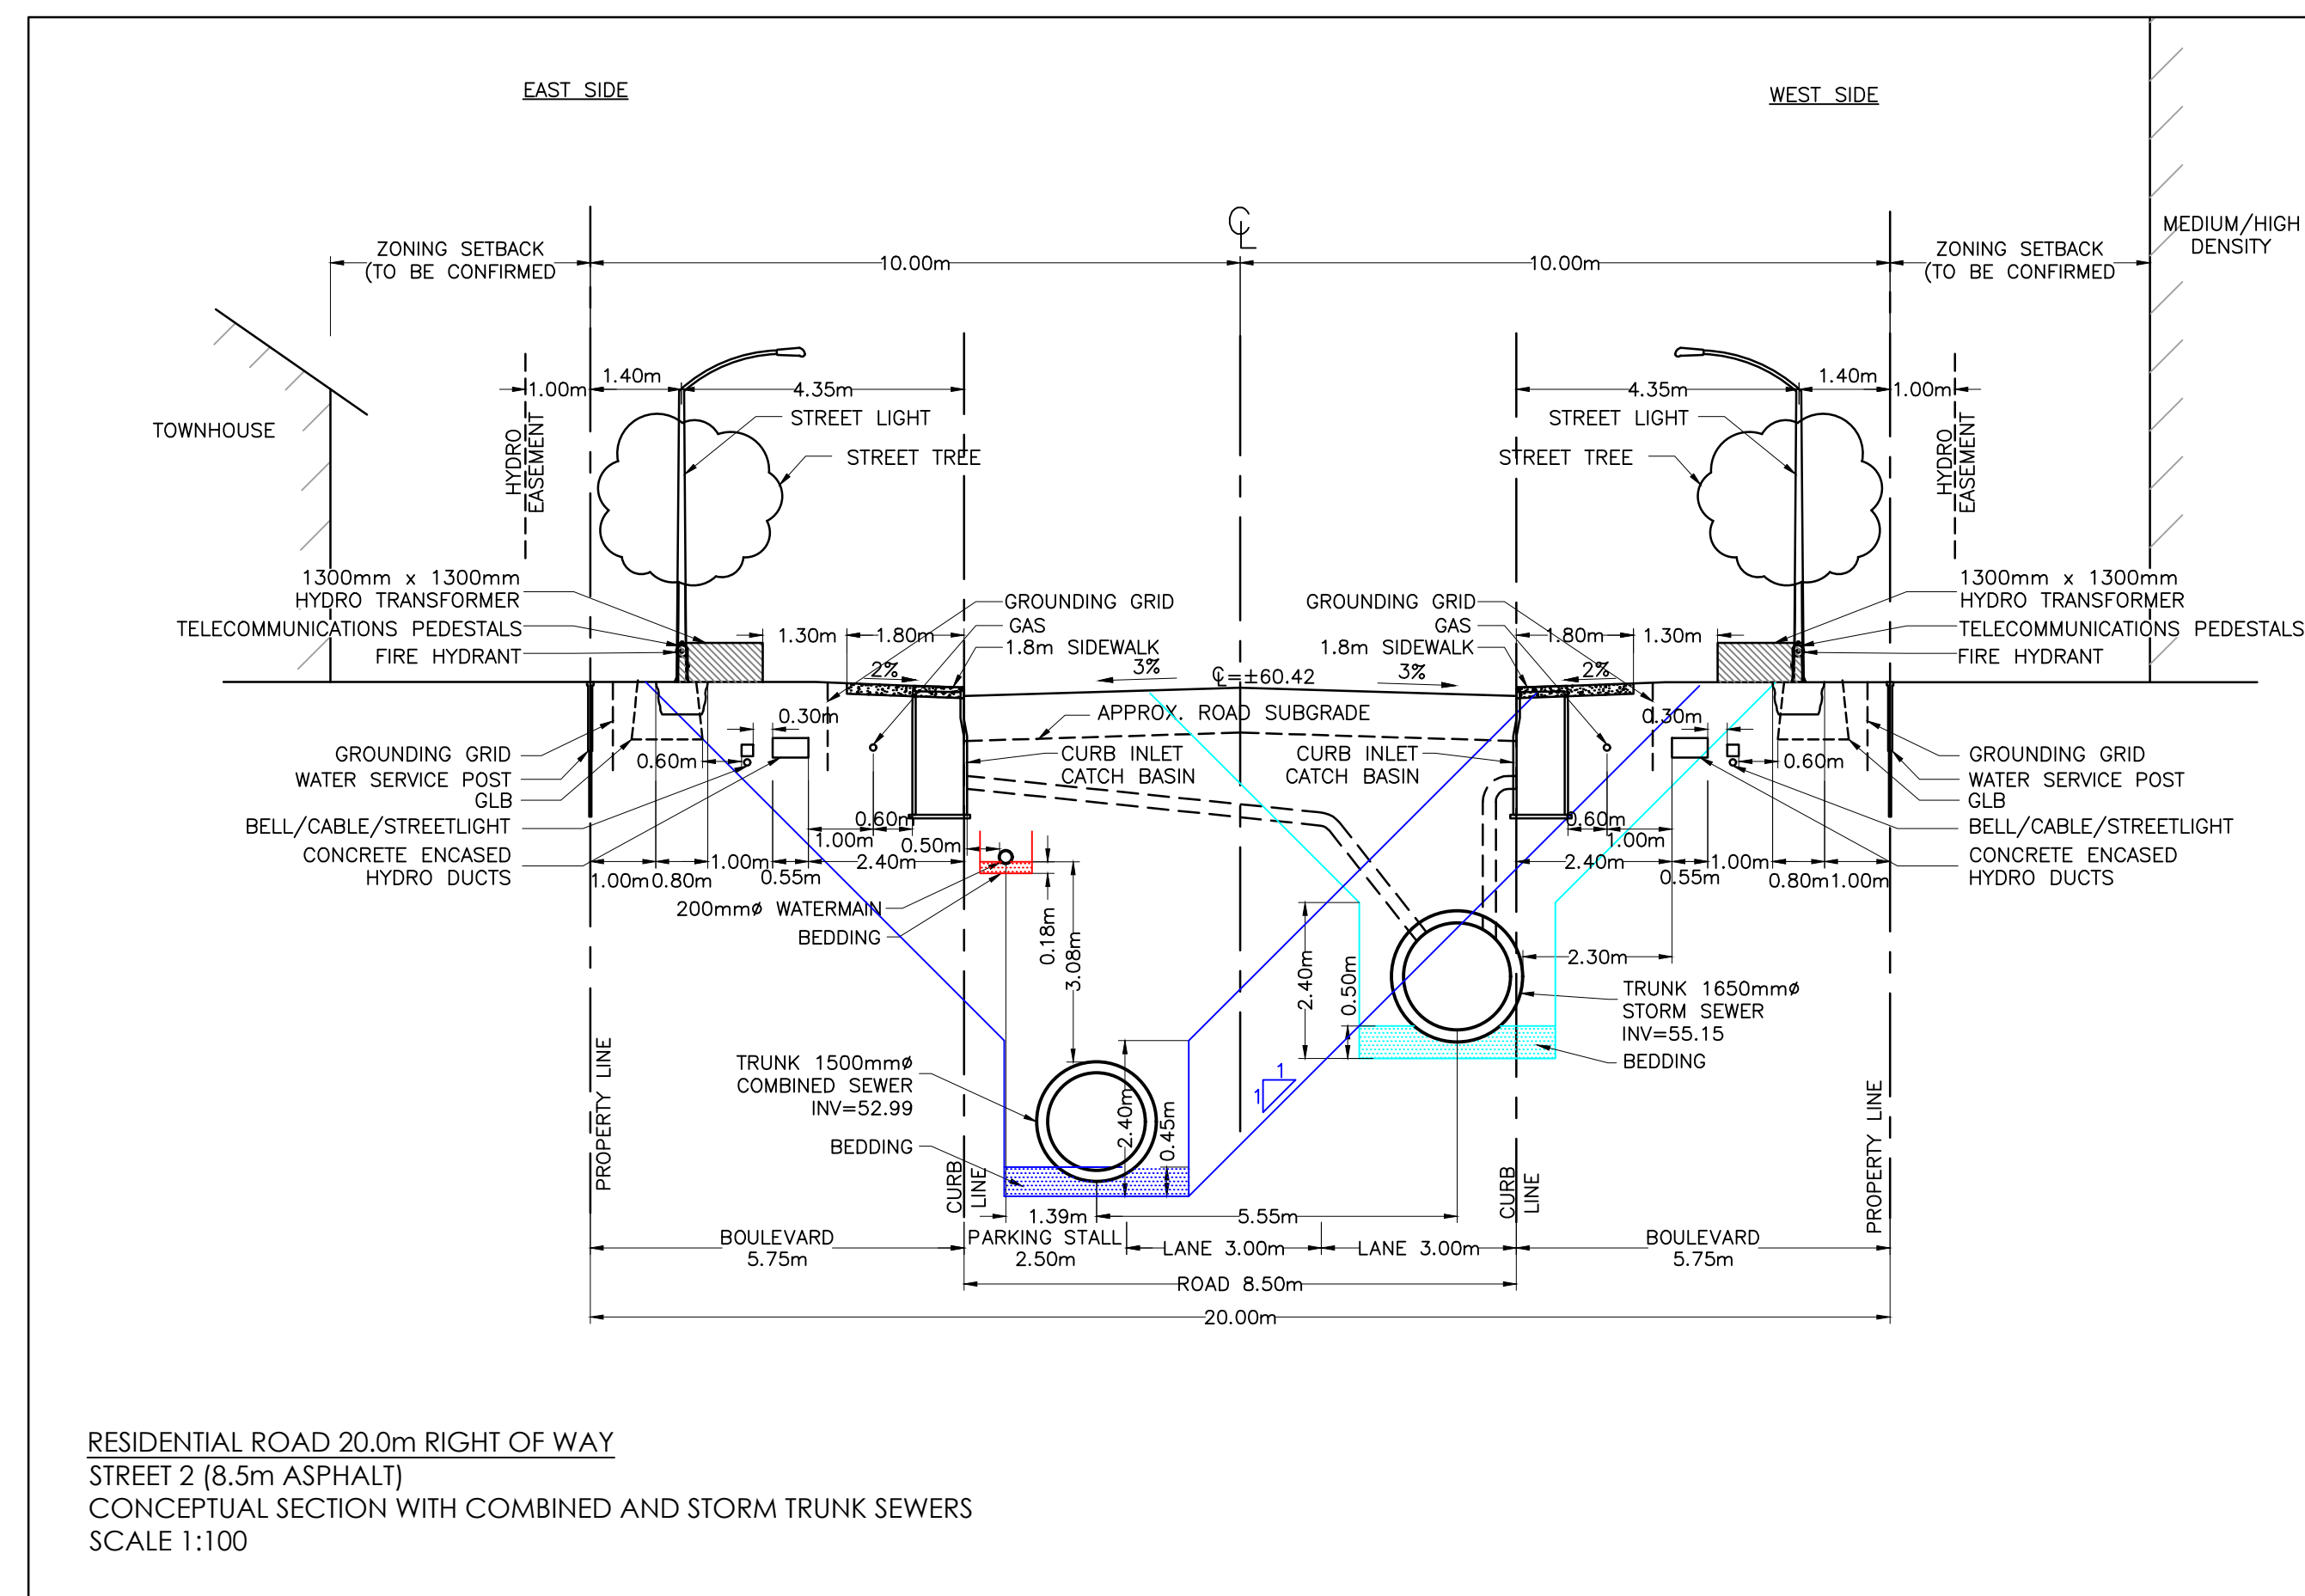 EAST SIDE
WEST SIDE
℄
ZONING SETBACK
(TO BE CONFIRMED
10.00m
10.00m
ZONING SETBACK
(TO BE CONFIRMED
MEDIUM/HIGH
DENSITY
1.00m
1.40m
4.35m
4.35m
1.40m
1.00m
TOWNHOUSE
HYDRO
EASEMENT
STREET LIGHT
STREET TREE
STREET LIGHT
STREET TREE
HYDRO
EASEMENT
1300mm x 1300mm
HYDRO TRANSFORMER
TELECOMMUNICATIONS PEDESTALS
FIRE HYDRANT
1.30m
1.80m
2%
GROUNDING GRID
GAS
1.8m SIDEWALK
3%
℄=±60.42
3%
GROUNDING GRID
GAS
1.8m SIDEWALK
1.80m
1.30m
2%
1300mm x 1300mm
HYDRO TRANSFORMER
TELECOMMUNICATIONS PEDESTALS
FIRE HYDRANT
APPROX. ROAD SUBGRADE
CURB INLET
CATCH BASIN
CURB INLET
CATCH BASIN
GROUNDING GRID
WATER SERVICE POST
GLB
BELL/CABLE/STREETLIGHT
CONCRETE ENCASED
HYDRO DUCTS
0.30m
0.60m
0.60m
1.00m
0.50m
1.00m
0.80m
1.00m
0.55m
2.40m
0.30m
0.60m
0.60m
1.00m
2.40m
0.55m
1.00m
0.80m
1.00m
GROUNDING GRID
WATER SERVICE POST
GLB
BELL/CABLE/STREETLIGHT
CONCRETE ENCASED
HYDRO DUCTS
200mmø WATERMAIN
BEDDING
0.18m
3.08m
2.40m
0.50m
2.30m
TRUNK 1650mmø
STORM SEWER
INV=55.15
BEDDING
TRUNK 1500mmø
COMBINED SEWER
INV=52.99
BEDDING
2.40m
0.45m
1
1
PROPERTY LINE
CURB
LINE
CURB
LINE
PROPERTY LINE
1.39m
5.55m
BOULEVARD
5.75m
PARKING STALL
2.50m
LANE 3.00m
LANE 3.00m
BOULEVARD
5.75m
ROAD 8.50m
20.00m
RESIDENTIAL ROAD 20.0m RIGHT OF WAY
STREET 2 (8.5m ASPHALT)
CONCEPTUAL SECTION WITH COMBINED AND STORM TRUNK SEWERS
SCALE 1:100